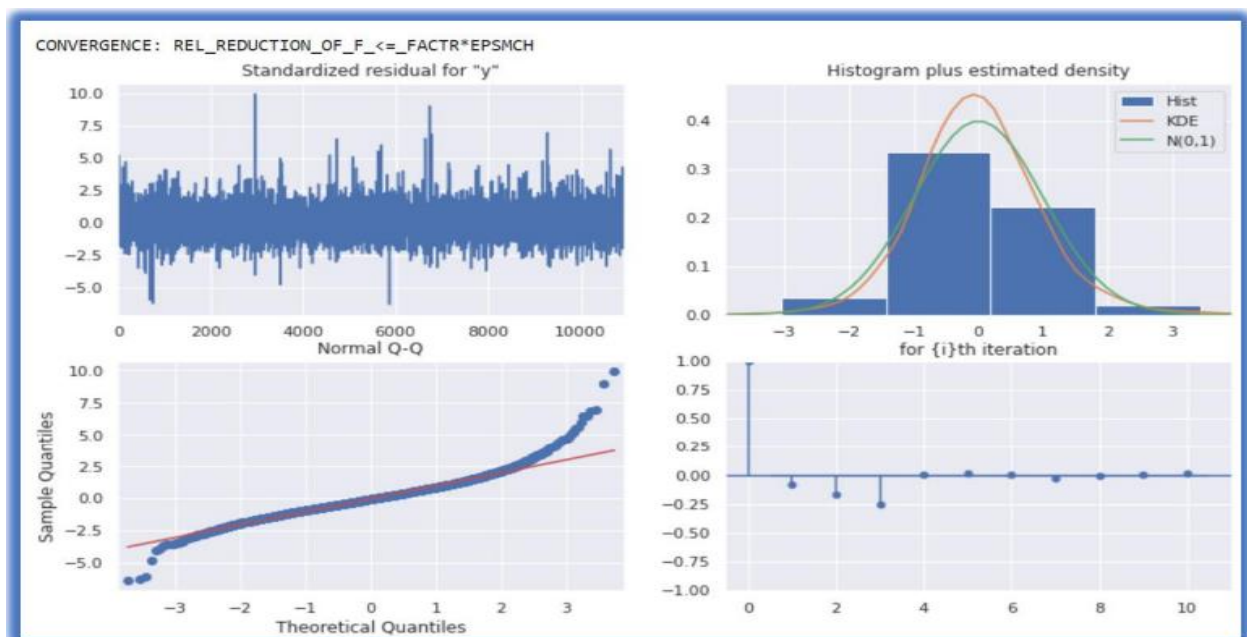 CONVERGENCE: REL_REDUCTION_OF_F_<=_FACTR*EPSMCH
Standardized residual for "y"
10.0
7.5
5.0
2.5
0.0
−2.5
−5.0
0 2000 4000 6000 8000 10000
Histogram plus estimated density
Hist
KDE
N(0,1)
0.4
0.3
0.2
0.1
0.0
−3 −2 −1 0 1 2 3
Normal Q-Q
Sample Quantiles
10.0
7.5
5.0
2.5
0.0
−2.5
−5.0
−3 −2 −1 0 1 2 3
Theoretical Quantiles
for {i}th iteration
1.00
0.75
0.50
0.25
0.00
−0.25
−0.50
−0.75
−1.00
0 2 4 6 8 10